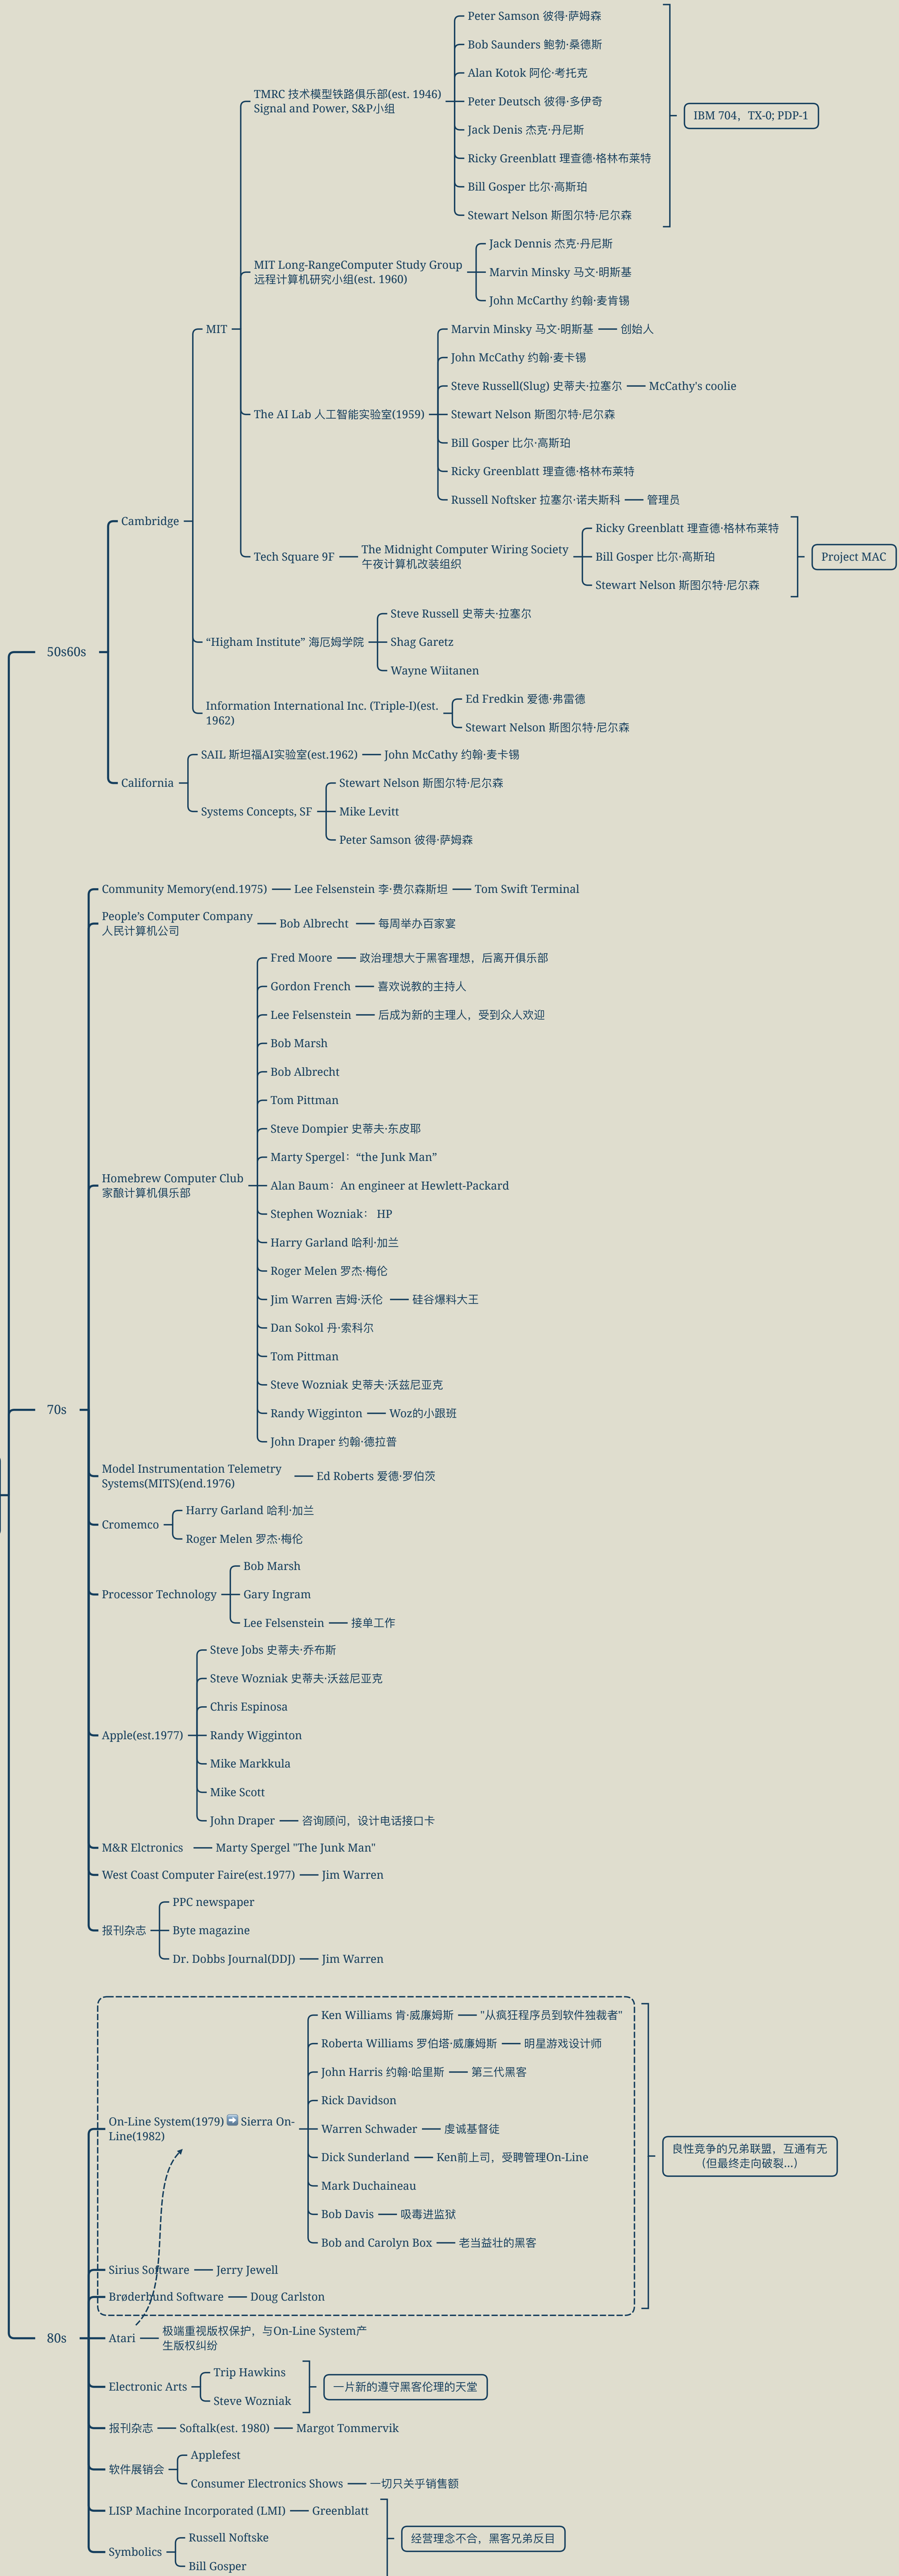 Peter Samson 彼得·萨姆森
Bob Saunders 鲍勃·桑德斯
Alan Kotok 阿伦·考托克
TMRC 技术模型铁路俱乐部(est. 1946)
Signal and Power, S&P小组
Peter Deutsch 彼得·多伊奇
IBM 704，TX-0; PDP-1
Jack Denis 杰克·丹尼斯
Ricky Greenblatt 理查德·格林布莱特
Bill Gosper 比尔·高斯珀
Stewart Nelson 斯图尔特·尼尔森
Jack Dennis 杰克·丹尼斯
MIT Long-RangeComputer Study Group
远程计算机研究小组(est. 1960)
Marvin Minsky 马文·明斯基
John McCarthy 约翰·麦肯锡
MIT
Marvin Minsky 马文·明斯基
创始人
John McCathy 约翰·麦卡锡
Steve Russell(Slug) 史蒂夫·拉塞尔
McCathy's coolie
The AI Lab 人工智能实验室(1959)
Stewart Nelson 斯图尔特·尼尔森
Bill Gosper 比尔·高斯珀
Ricky Greenblatt 理查德·格林布莱特
Russell Noftsker 拉塞尔·诺夫斯科
管理员
Cambridge
Ricky Greenblatt 理查德·格林布莱特
Tech Square 9F
The Midnight Computer Wiring Society
午夜计算机改装组织
Bill Gosper 比尔·高斯珀
Project MAC
Stewart Nelson 斯图尔特·尼尔森
Steve Russell 史蒂夫·拉塞尔
“Higham Institute” 海厄姆学院
Shag Garetz
50s60s
Wayne Wiitanen
Information International Inc. (Triple-I)(est.
1962)
Ed Fredkin 爱德·弗雷德
Stewart Nelson 斯图尔特·尼尔森
SAIL 斯坦福AI实验室(est.1962)
John McCathy 约翰·麦卡锡
California
Stewart Nelson 斯图尔特·尼尔森
Systems Concepts, SF
Mike Levitt
Peter Samson 彼得·萨姆森
Community Memory(end.1975)
Lee Felsenstein 李·费尔森斯坦
Tom Swift Terminal
People’s Computer Company
人民计算机公司
Bob Albrecht
每周举办百家宴
Fred Moore
政治理想大于黑客理想，后离开俱乐部
Gordon French
喜欢说教的主持人
Lee Felsenstein
后成为新的主理人，受到众人欢迎
Bob Marsh
Bob Albrecht
Tom Pittman
Steve Dompier 史蒂夫·东皮耶
Marty Spergel：“the Junk Man”
Homebrew Computer Club
家酿计算机俱乐部
Alan Baum：An engineer at Hewlett-Packard
Stephen Wozniak： HP
Harry Garland 哈利·加兰
Roger Melen 罗杰·梅伦
Jim Warren 吉姆·沃伦
硅谷爆料大王
Dan Sokol 丹·索科尔
Tom Pittman
Steve Wozniak 史蒂夫·沃兹尼亚克
70s
Randy Wigginton
Woz的小跟班
John Draper 约翰·德拉普
Model Instrumentation Telemetry
Systems(MITS)(end.1976)
Ed Roberts 爱德·罗伯茨
Harry Garland 哈利·加兰
Cromemco
Roger Melen 罗杰·梅伦
Bob Marsh
Processor Technology
Gary Ingram
Lee Felsenstein
接单工作
Steve Jobs 史蒂夫·乔布斯
Steve Wozniak 史蒂夫·沃兹尼亚克
Chris Espinosa
Apple(est.1977)
Randy Wigginton
Mike Markkula
Mike Scott
John Draper
咨询顾问，设计电话接口卡
M&R Elctronics
Marty Spergel "The Junk Man"
West Coast Computer Faire(est.1977)
Jim Warren
PPC newspaper
报刊杂志
Byte magazine
Dr. Dobbs Journal(DDJ)
Jim Warren
Ken Williams 肯·威廉姆斯
"从疯狂程序员到软件独裁者"
Roberta Williams 罗伯塔·威廉姆斯
明星游戏设计师
John Harris 约翰·哈里斯
第三代黑客
Rick Davidson
On-Line System(1979)➡Sierra On-
Line(1982)
Warren Schwader
虔诚基督徒
良性竞争的兄弟联盟，互通有无
(但最终走向破裂...)
Dick Sunderland
Ken前上司，受聘管理On-Line
Mark Duchaineau
Bob Davis
吸毒进监狱
Bob and Carolyn Box
老当益壮的黑客
Sirius Software
Jerry Jewell
Brøderbund Software
Doug Carlston
80s
Atari
极端重视版权保护，与On-Line System产
生版权纠纷
Trip Hawkins
Electronic Arts
一片新的遵守黑客伦理的天堂
Steve Wozniak
报刊杂志
Softalk(est. 1980)
Margot Tommervik
Applefest
软件展销会
Consumer Electronics Shows
一切只关乎销售额
LISP Machine Incorporated (LMI)
Greenblatt
Russell Noftske
经营理念不合，黑客兄弟反目
Symbolics
Bill Gosper